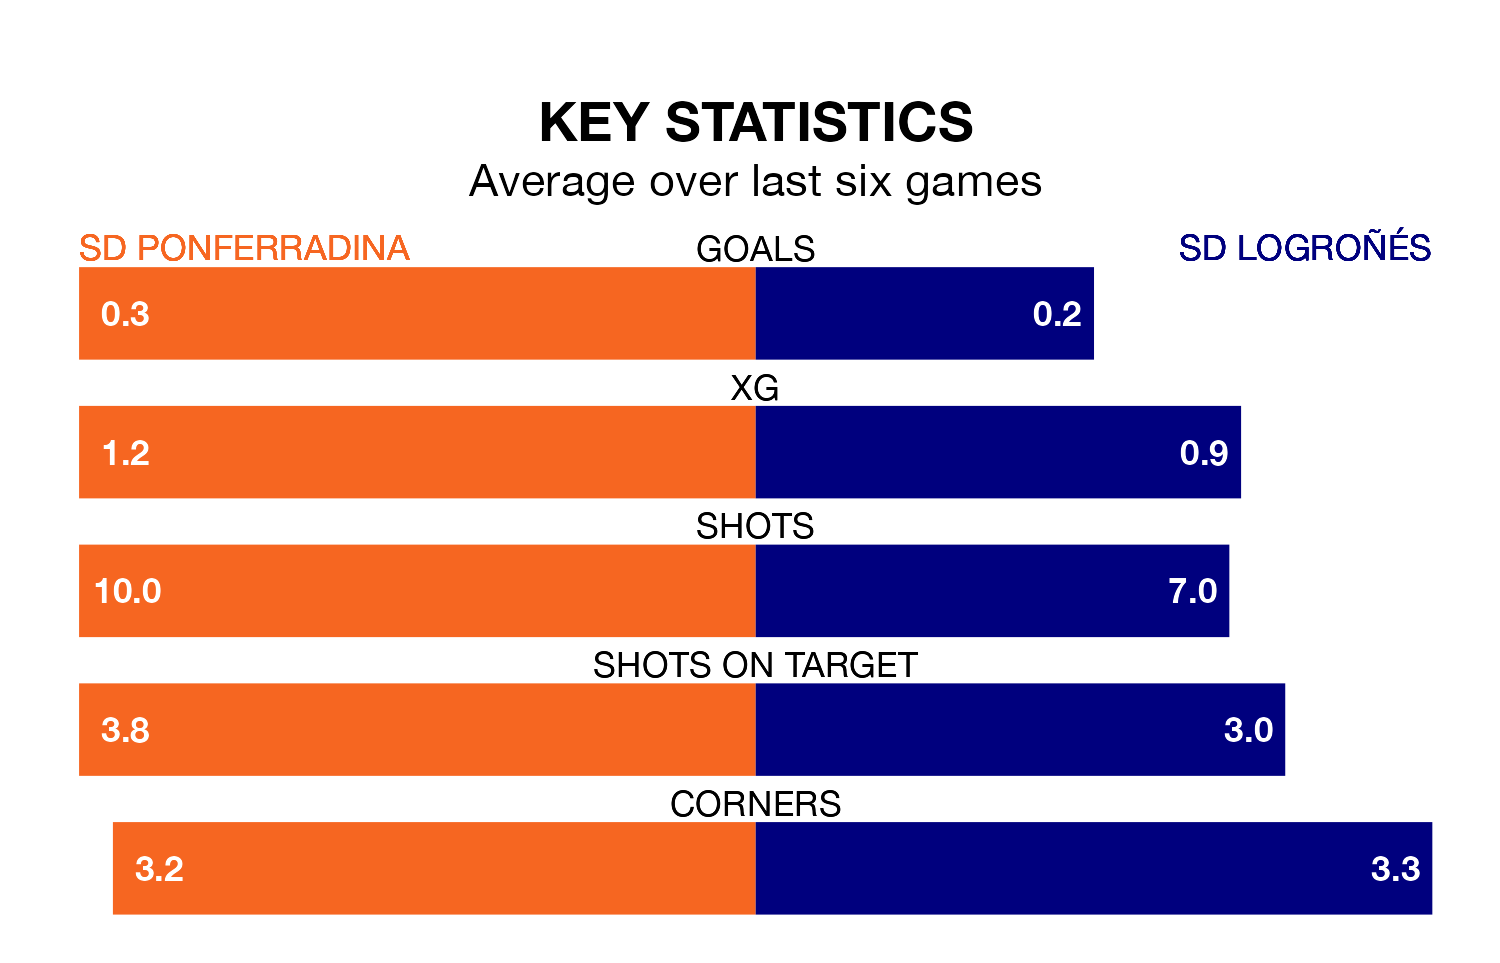 KEY STATISTICS
Average over last six games
SD PONFERRADINA GOALS SD LOGROÑÉS
0.3 0.2
XG
1.2 0.9
SHOTS
10.0 7.0
SHOTS ON TARGET
3.8 3.0
CORNERS
3.2 3.3